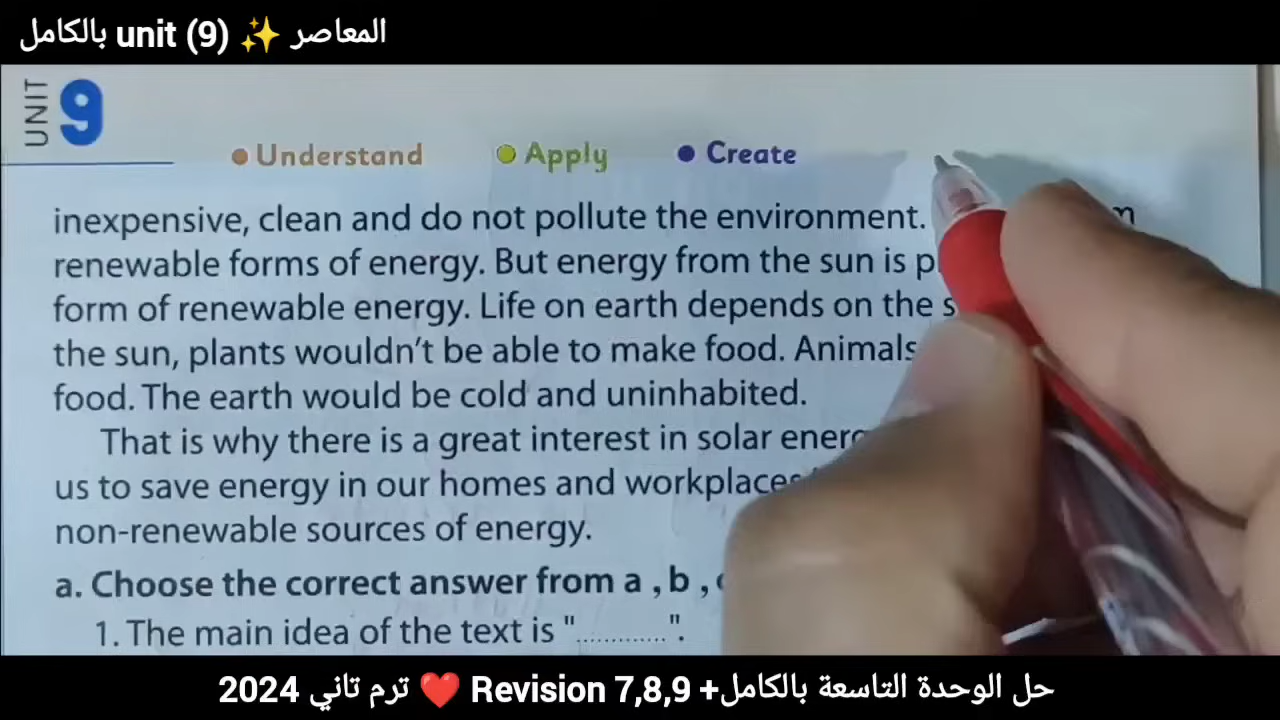 المعاصر ✨ unit (9) بالكامل
UNIT 9
Understand Apply Create
inexpensive, clean and do not pollute the environment.
renewable forms of energy. But energy from the sun is
form of renewable energy. Life on earth depends on the
the sun, plants wouldn't be able to make food. Animals
food. The earth would be cold and uninhabited.
That is why there is a great interest in solar
us to save energy in our homes and workplaces
non-renewable sources of energy.
a. Choose the correct answer from a , b ,
1. The main idea of the text is "............".
حل الوحدة التاسعة بالكامل+ Revision 7,8,9 ❤️ ترم تاني 2024